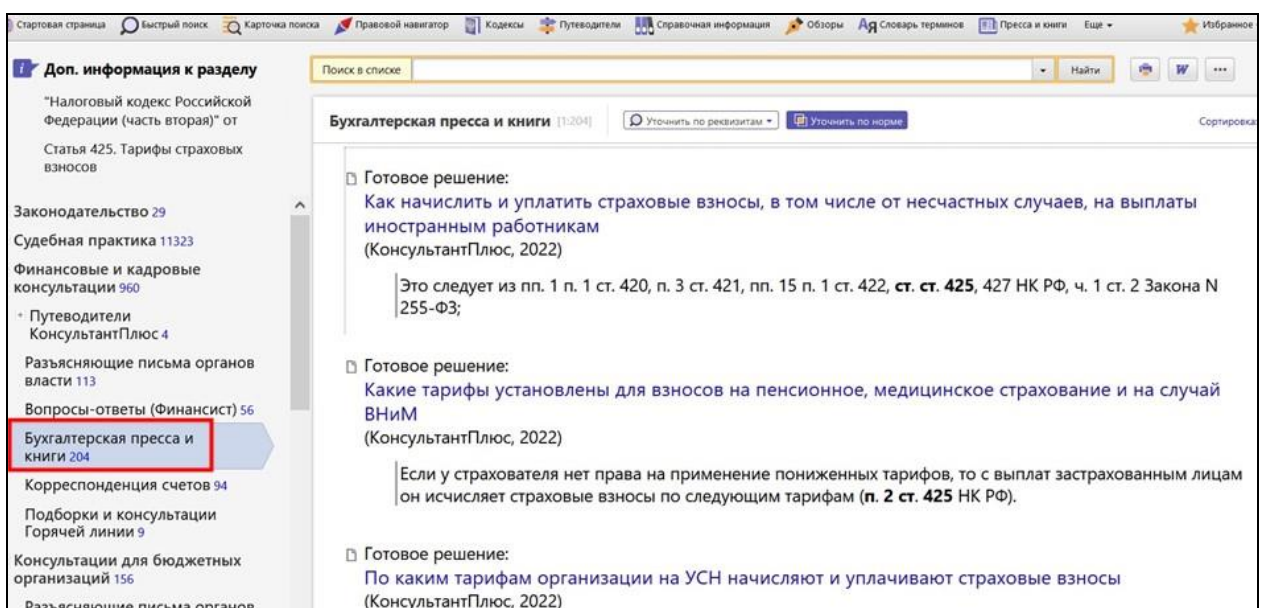 Стартовая страница Быстрый поиск Карточка поиска Правовой навигатор Кодексы Путеводители Справочная информация Обзоры Словарь терминов Пресса и книги Еще Избранное
Доп. информация к разделу
"Налоговый кодекс Российской
Федерации (часть вторая)" от
Статья 425. Тарифы страховых
взносов
Законодательство 29
Судебная практика 11323
Финансовые и кадровые
консультации 960
Путеводители
КонсультантПлюс 4
Разъясняющие письма органов
власти 113
Вопросы-ответы (Финансист) 56
Бухгалтерская пресса и
книги 204
Корреспонденция счетов 94
Подборки и консультации
Горячей линии 9
Консультации для бюджетных
организаций 156
Разъясняющие письма органов
Поиск в списке Найти
Бухгалтерская пресса и книги [1:204] Уточнить по реквизитам Уточнить по норме Сортировка:
Готовое решение:
Как начислить и уплатить страховые взносы, в том числе от несчастных случаев, на выплаты
иностранным работникам
(КонсультантПлюс, 2022)
Это следует из пп. 1 п. 1 ст. 420, п. 3 ст. 421, пп. 15 п. 1 ст. 422, ст. ст. 425, 427 НК РФ, ч. 1 ст. 2 Закона N
255-ФЗ;
Готовое решение:
Какие тарифы установлены для взносов на пенсионное, медицинское страхование и на случай
ВНиМ
(КонсультантПлюс, 2022)
Если у страхователя нет права на применение пониженных тарифов, то с выплат застрахованным лицам
он исчисляет страховые взносы по следующим тарифам (п. 2 ст. 425 НК РФ).
Готовое решение:
По каким тарифам организации на УСН начисляют и уплачивают страховые взносы
(КонсультантПлюс, 2022)